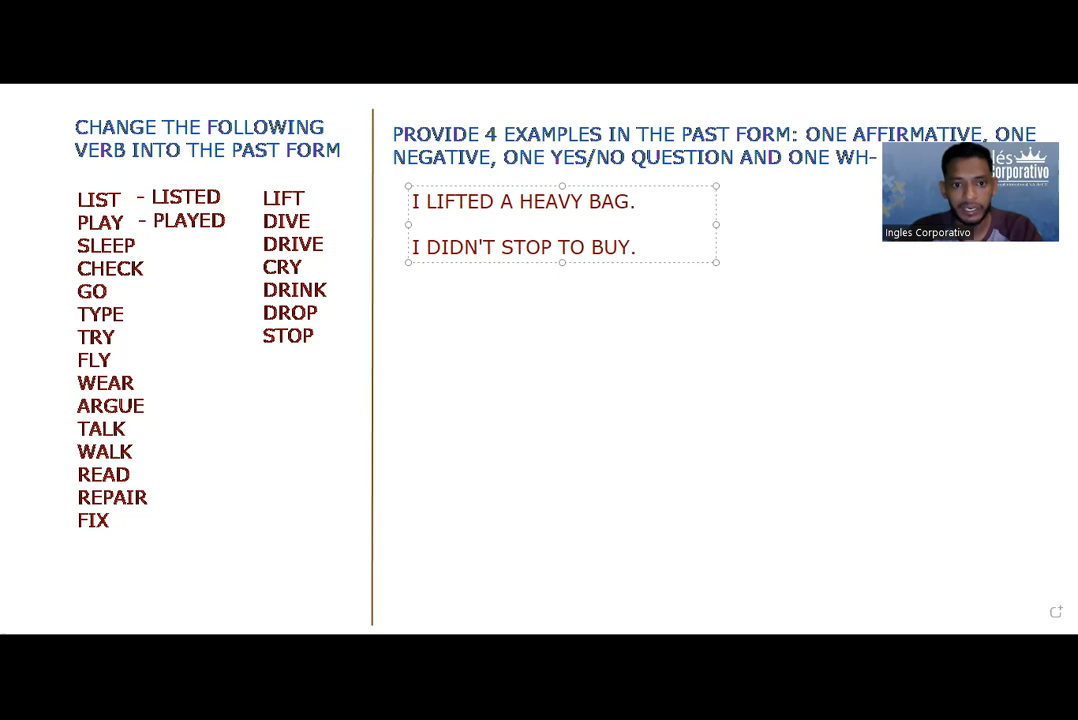 CHANGE THE FOLLOWING
VERB INTO THE PAST FORM
LIST - LISTED
PLAY - PLAYED
SLEEP
CHECK
GO
TYPE
TRY
FLY
WEAR
ARGUE
TALK
WALK
READ
REPAIR
FIX
LIFT
DIVE
DRIVE
CRY
DRINK
DROP
STOP
PROVIDE 4 EXAMPLES IN THE PAST FORM: ONE AFFIRMATIVE, ONE
NEGATIVE, ONE YES/NO QUESTION AND ONE WH-
I LIFTED A HEAVY BAG.
I DIDN'T STOP TO BUY.
lés
orporativo
Ingles Corporativo